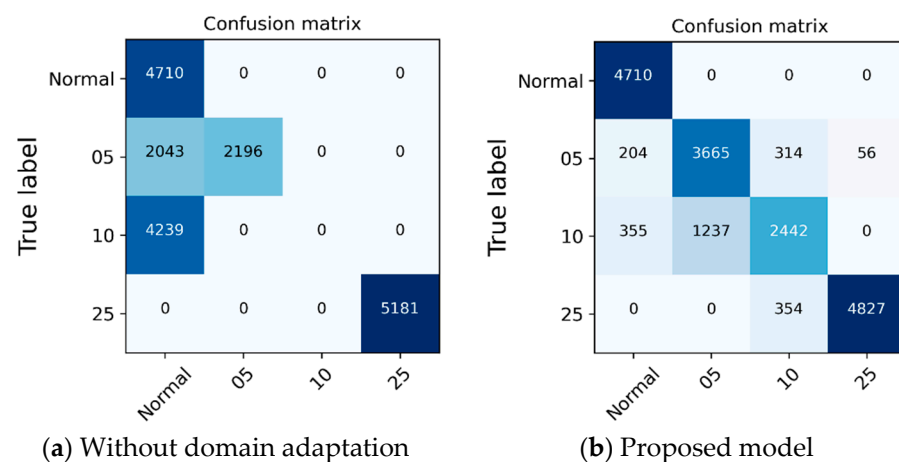 Confusion matrix
Normal 4710 0 0 0
05 2043 2196 0 0
10 4239 0 0 0
25 0 0 0 5181
True label
Normal 05 10 25
(a) Without domain adaptation
Confusion matrix
Normal 4710 0 0 0
05 204 3665 314 56
10 355 1237 2442 0
25 0 0 354 4827
True label
Normal 05 10 25
(b) Proposed model